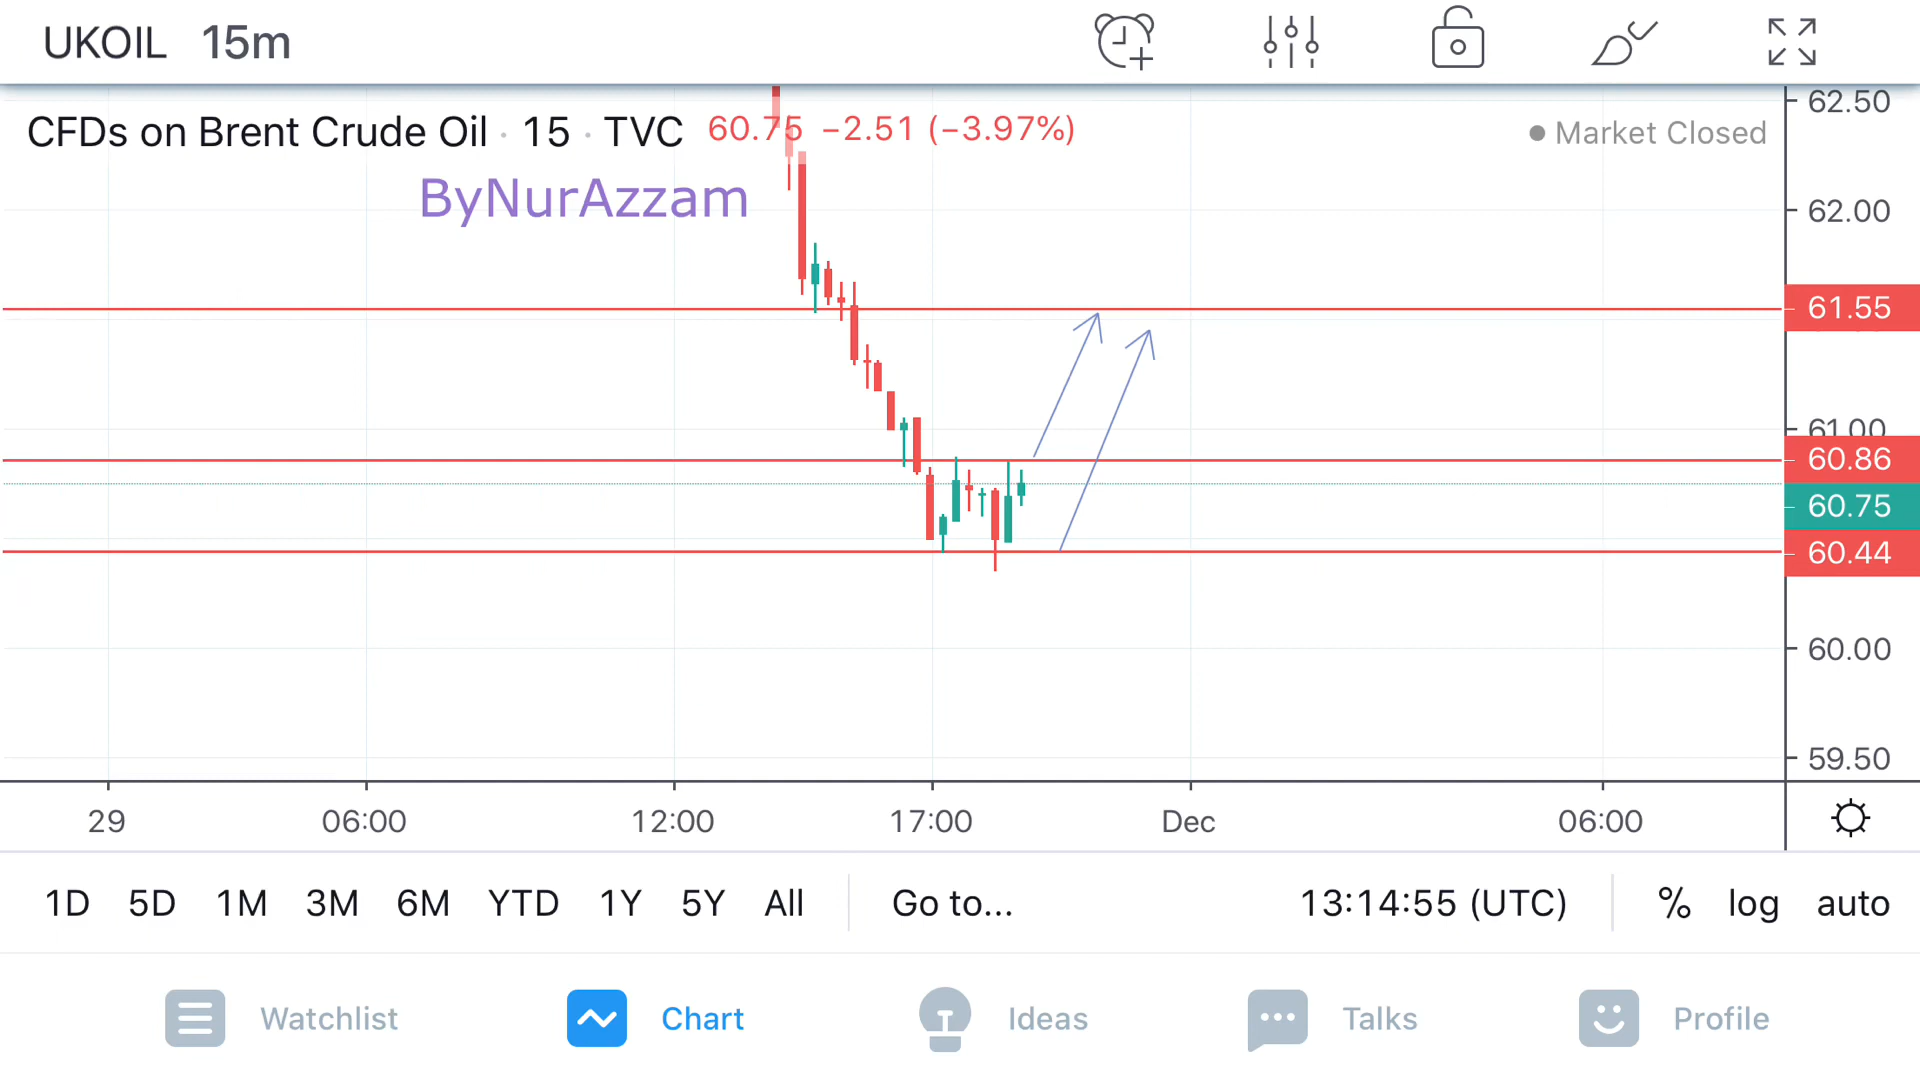 UKOIL 15m
CFDs on Brent Crude Oil · 15 · TVC 60.75 −2.51 (−3.97%)
Market Closed
ByNurAzzam
62.50
62.00
61.55
61.00
60.86
60.75
60.44
60.00
59.50
29 06:00 12:00 17:00 Dec 06:00
1D 5D 1M 3M 6M YTD 1Y 5Y All Go to... 13:14:55 (UTC) % log auto
Watchlist Chart Ideas Talks Profile